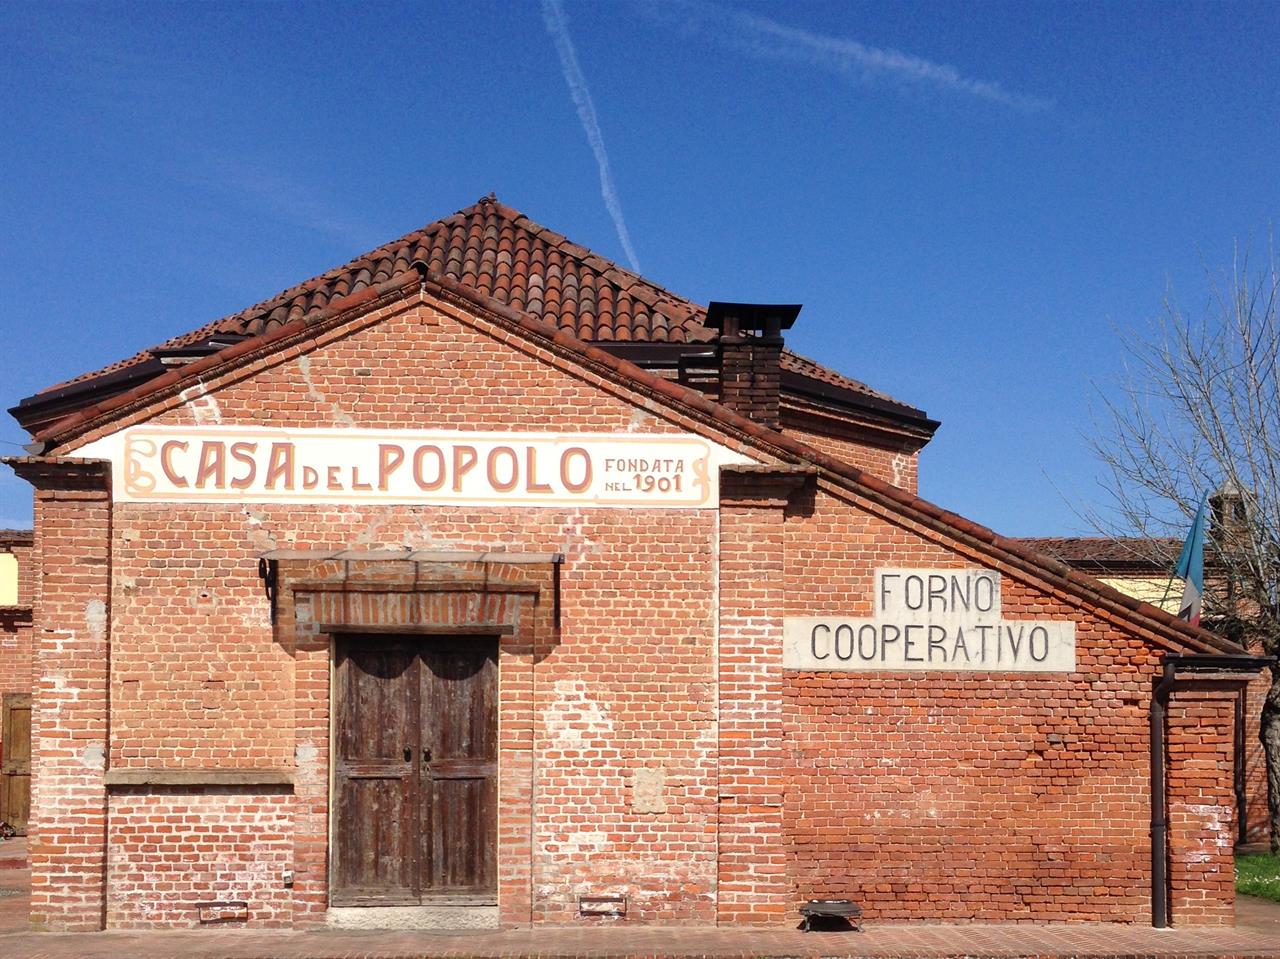 CASA DEL POPOLO FONDATA
NEL 1901
FORNO
COOPERATIVO